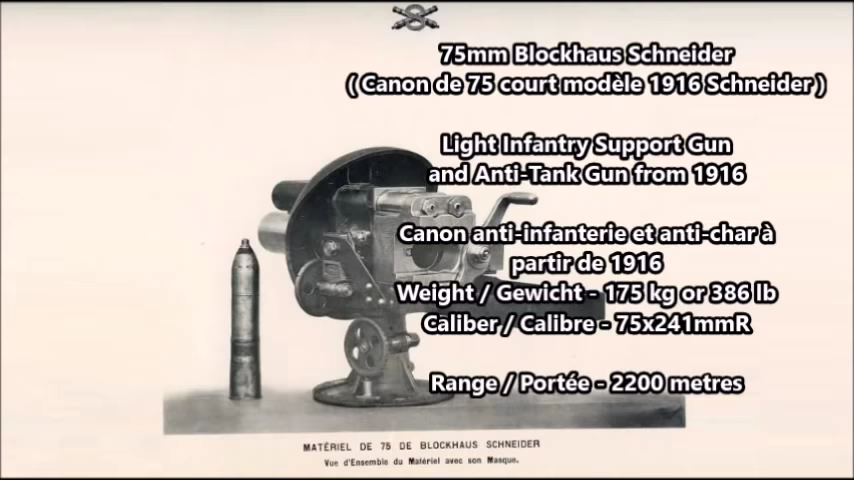 75mm Blockhaus Schneider
( Canon de 75 court modèle 1916 Schneider )
Light Infantry Support Gun
and Anti-Tank Gun from 1916
Canon anti-infanterie et anti-char à
partir de 1916
Weight / Gewicht - 175 kg or 386 lb
Caliber / Calibre - 75x241mmR
Range / Portée - 2200 metres
MATÉRIEL DE 75 DE BLOCKHAUS SCHNEIDER
Vue d'Ensemble du Matériel avec son Masque.